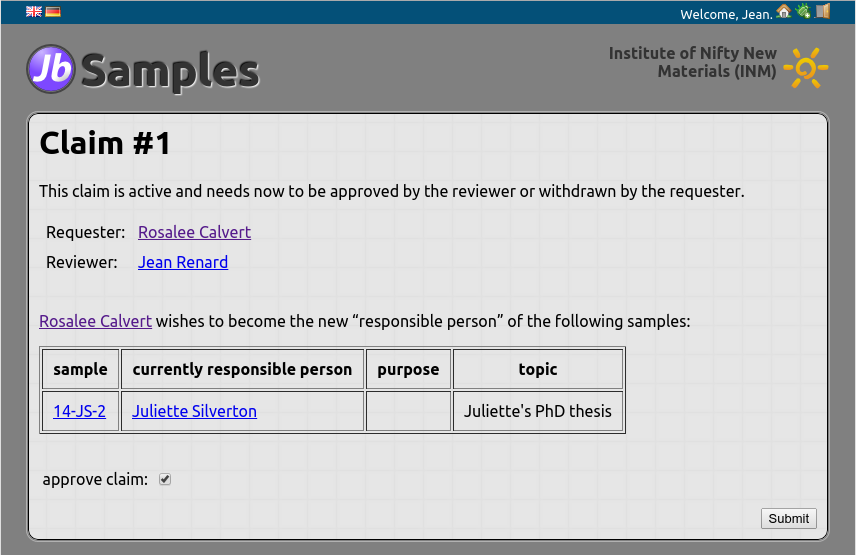 Welcome, Jean.
Jb Samples
Institute of Nifty New
Materials (INM)
Claim #1
This claim is active and needs now to be approved by the reviewer or withdrawn by the requester.
Requester: Rosalee Calvert
Reviewer: Jean Renard
Rosalee Calvert wishes to become the new “responsible person” of the following samples:
sample currently responsible person purpose topic
14-JS-2 Juliette Silverton Juliette's PhD thesis
approve claim:
Submit